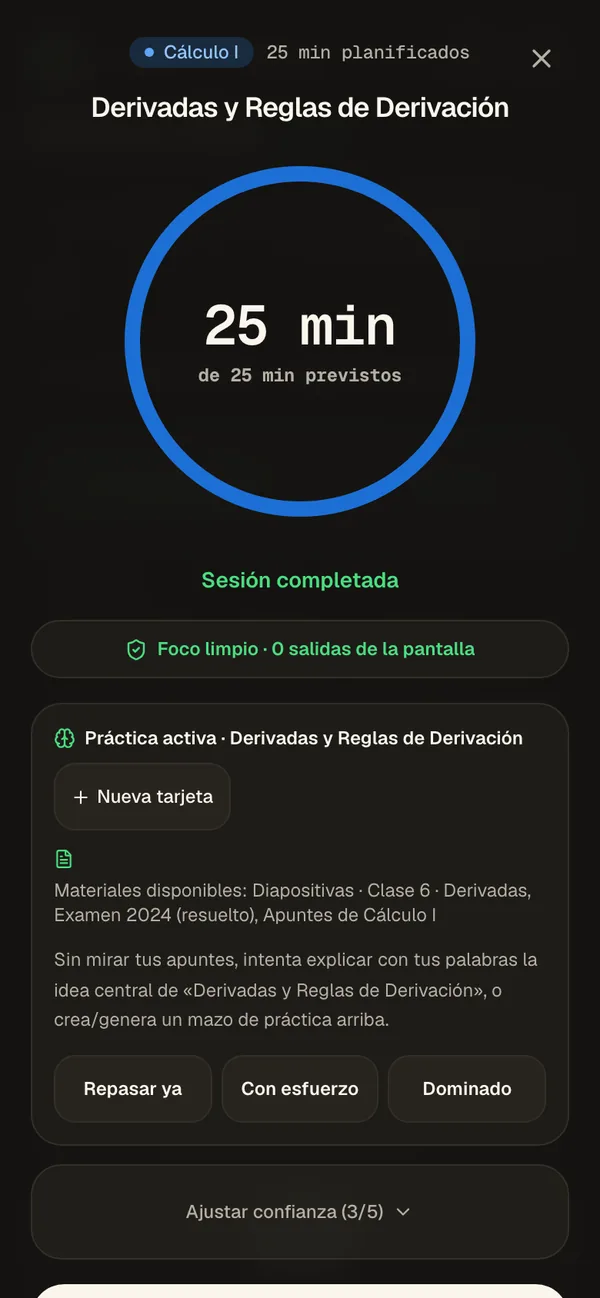 Cálculo I 25 min planificados
Derivadas y Reglas de Derivación
25 min
de 25 min previstos
Sesión completada
Foco limpio · 0 salidas de la pantalla
Práctica activa · Derivadas y Reglas de Derivación
+ Nueva tarjeta
Materiales disponibles: Diapositivas · Clase 6 · Derivadas,
Examen 2024 (resuelto), Apuntes de Cálculo I
Sin mirar tus apuntes, intenta explicar con tus palabras la
idea central de «Derivadas y Reglas de Derivación», o
crea/genera un mazo de práctica arriba.
Repasar ya Con esfuerzo Dominado
Ajustar confianza (3/5)